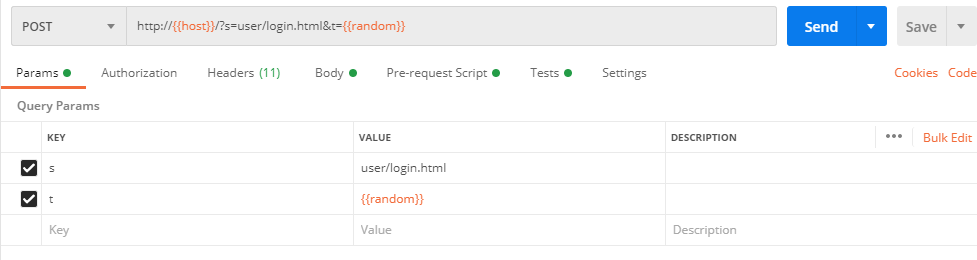 POST http://{{host}}/?s=user/login.html&t={{random}} Send Save
Params Authorization Headers (11) Body Pre-request Script Tests Settings Cookies Code
Query Params
KEY VALUE DESCRIPTION ••• Bulk Edit
s user/login.html
t {{random}}
Key Value Description